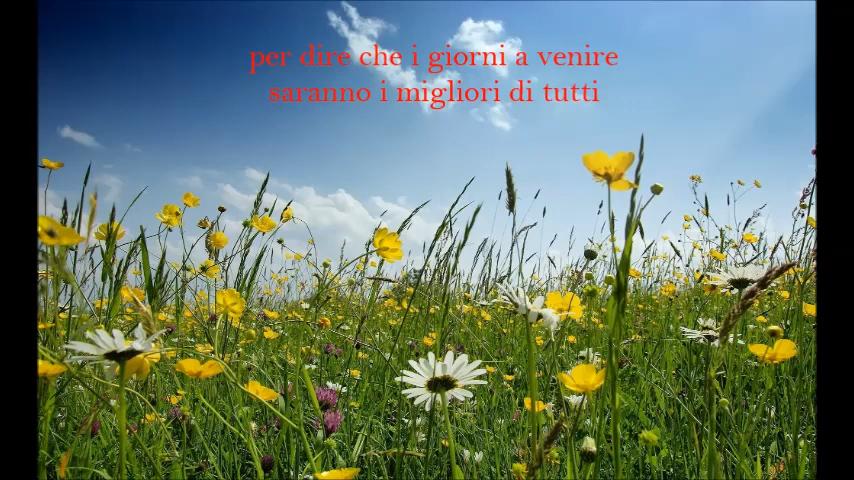 per dire che i giorni a venire
saranno i migliori di tutti